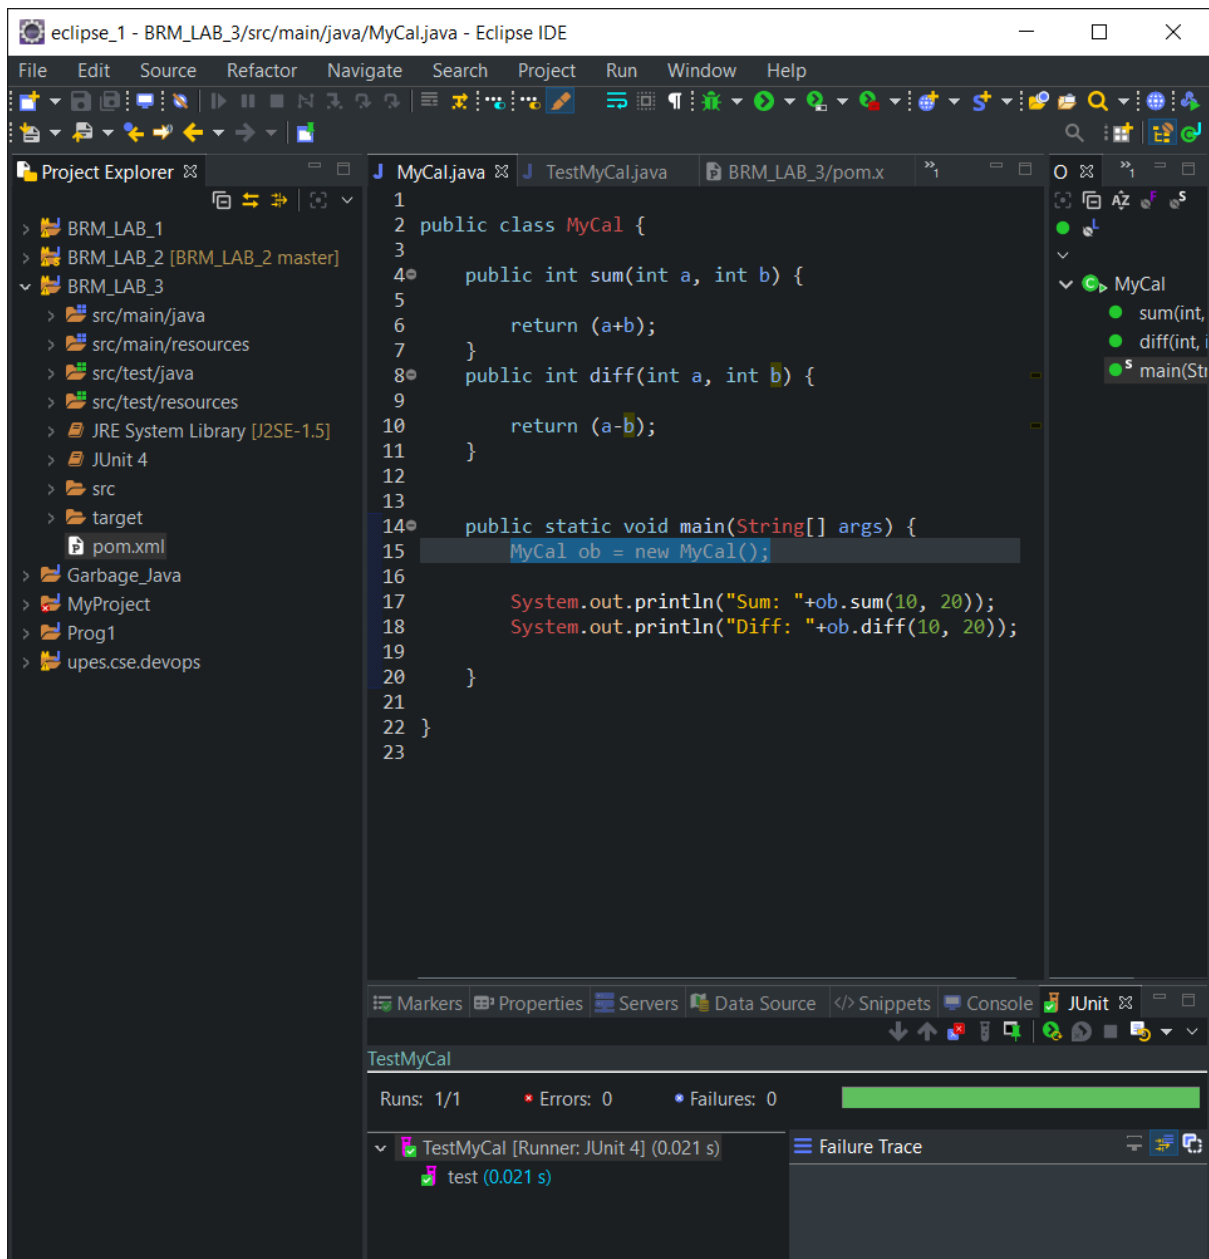 eclipse_1 - BRM_LAB_3/src/main/java/MyCal.java - Eclipse IDE
File Edit Source Refactor Navigate Search Project Run Window Help
Project Explorer
BRM_LAB_1
BRM_LAB_2 [BRM_LAB_2 master]
BRM_LAB_3
src/main/java
src/main/resources
src/test/java
src/test/resources
JRE System Library [J2SE-1.5]
JUnit 4
src
target
pom.xml
Garbage_Java
MyProject
Prog1
upes.cse.devops
MyCal.java TestMyCal.java BRM_LAB_3/pom.x »1
1
2 public class MyCal {
3
4 public int sum(int a, int b) {
5
6 return (a+b);
7 }
8 public int diff(int a, int b) {
9
10 return (a-b);
11 }
12
13
14 public static void main(String[] args) {
15 MyCal ob = new MyCal();
16
17 System.out.println("Sum: "+ob.sum(10, 20));
18 System.out.println("Diff: "+ob.diff(10, 20));
19
20 }
21
22 }
23
O »1
MyCal
sum(int,
diff(int, i
main(Str
Markers Properties Servers Data Source Snippets Console JUnit
TestMyCal
Runs: 1/1 Errors: 0 Failures: 0
TestMyCal [Runner: JUnit 4] (0.021 s)
test (0.021 s)
Failure Trace